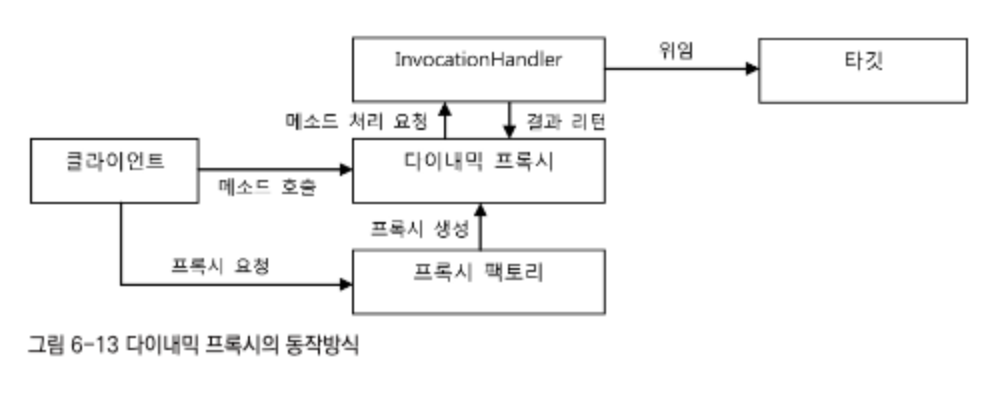 InvocationHandler
위임
타깃
메소드 처리 요청
결과 리턴
클라이언트
메소드 호출
다이내믹 프록시
프록시 생성
프록시 요청
프록시 팩토리
그림 6-13 다이내믹 프록시의 동작방식